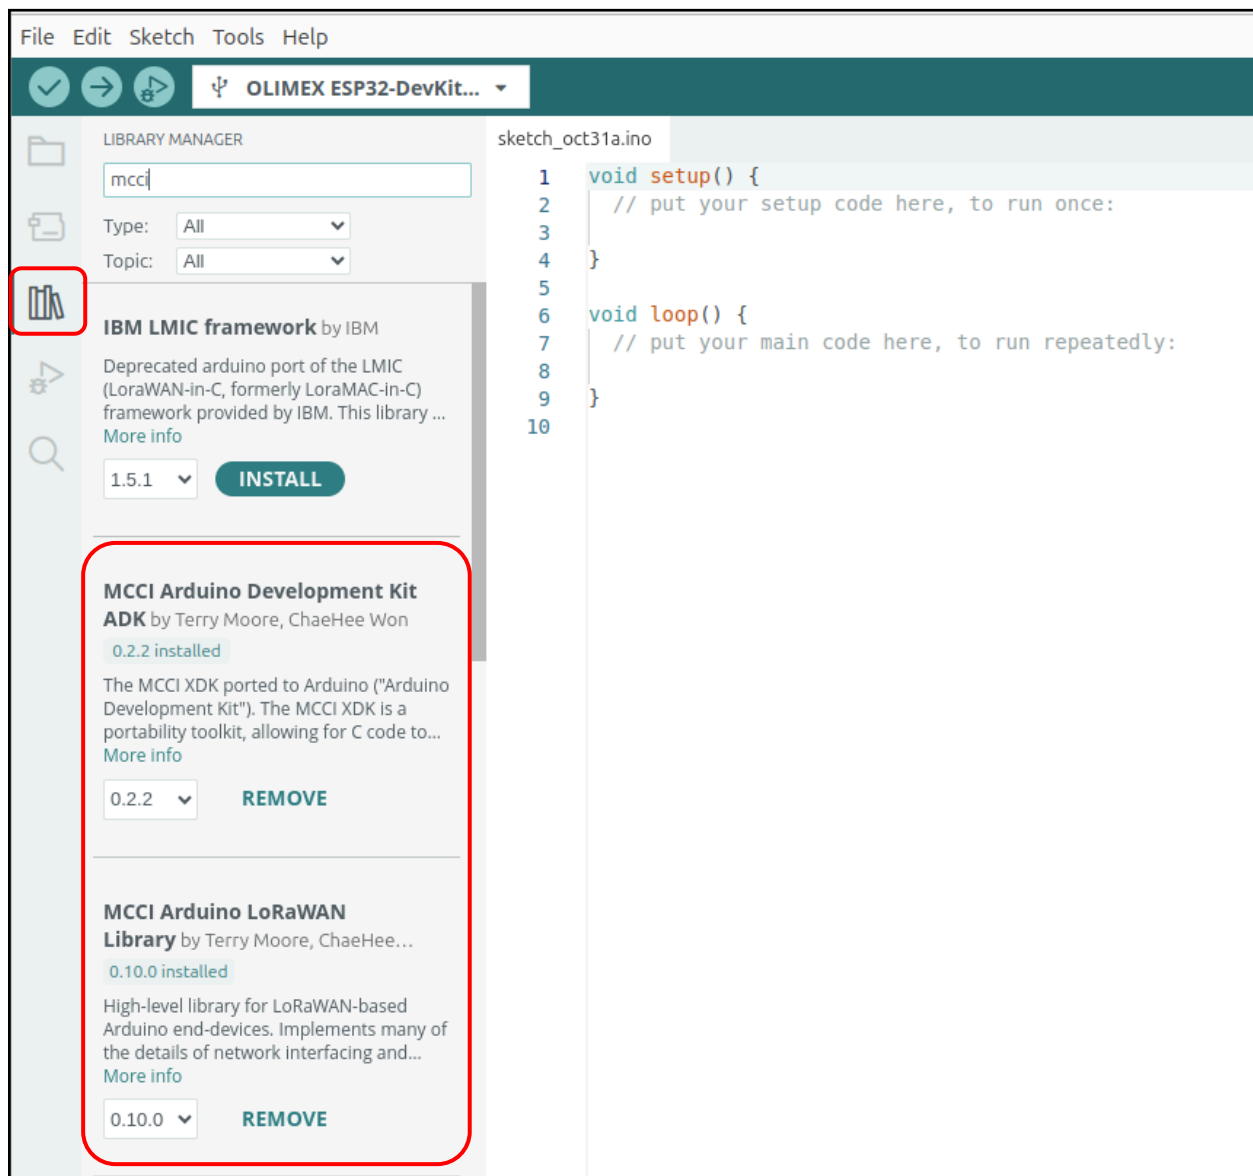 File Edit Sketch Tools Help
OLIMEX ESP32-DevKit...
LIBRARY MANAGER
mcci
Type: All
Topic: All
IBM LMIC framework by IBM
Deprecated arduino port of the LMIC
(LoraWAN-in-C, formerly LoraMAC-in-C)
framework provided by IBM. This library ...
More info
1.5.1 INSTALL
MCCI Arduino Development Kit
ADK by Terry Moore, ChaeHee Won
0.2.2 installed
The MCCI XDK ported to Arduino ("Arduino
Development Kit"). The MCCI XDK is a
portability toolkit, allowing for C code to...
More info
0.2.2 REMOVE
MCCI Arduino LoRaWAN
Library by Terry Moore, ChaeHee...
0.10.0 installed
High-level library for LoRaWAN-based
Arduino end-devices. Implements many of
the details of network interfacing and...
More info
0.10.0 REMOVE
sketch_oct31a.ino
1 void setup() {
2 // put your setup code here, to run once:
3
4 }
5
6 void loop() {
7 // put your main code here, to run repeatedly:
8
9 }
10